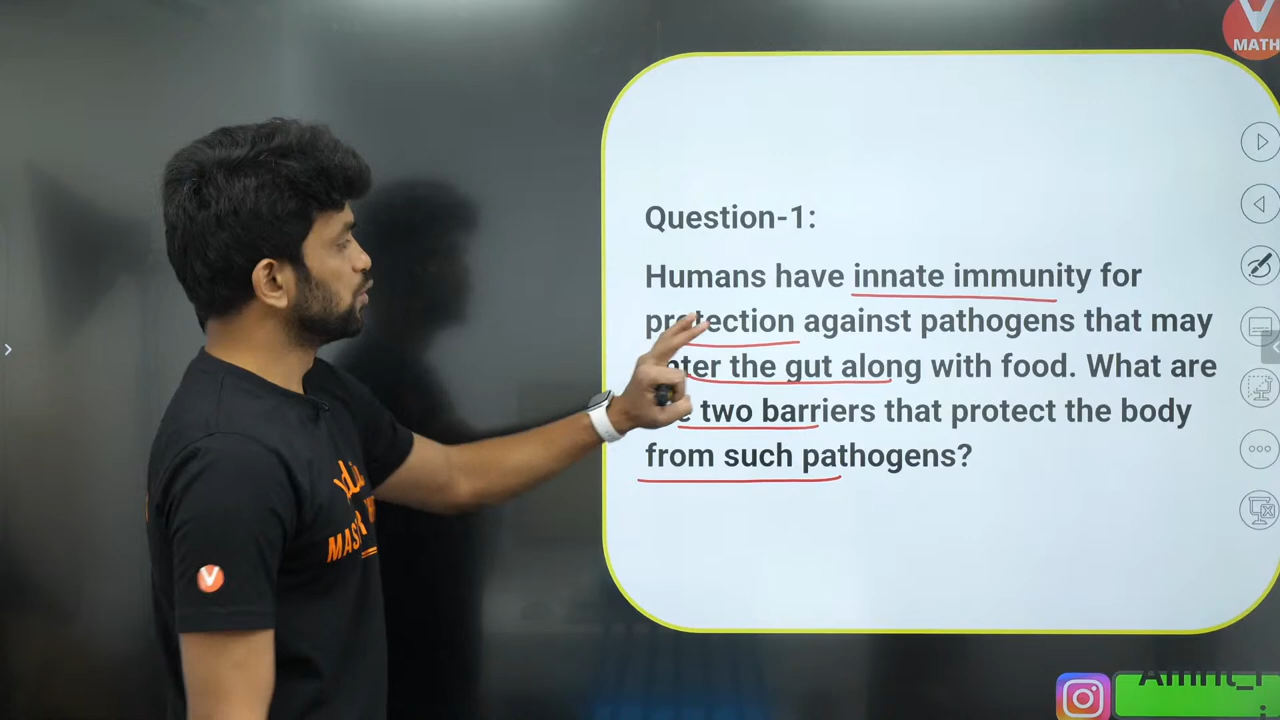 MATH
Question-1:
Humans have innate immunity for
protection against pathogens that may
enter the gut along with food. What are
two barriers that protect the body
from such pathogens?
V